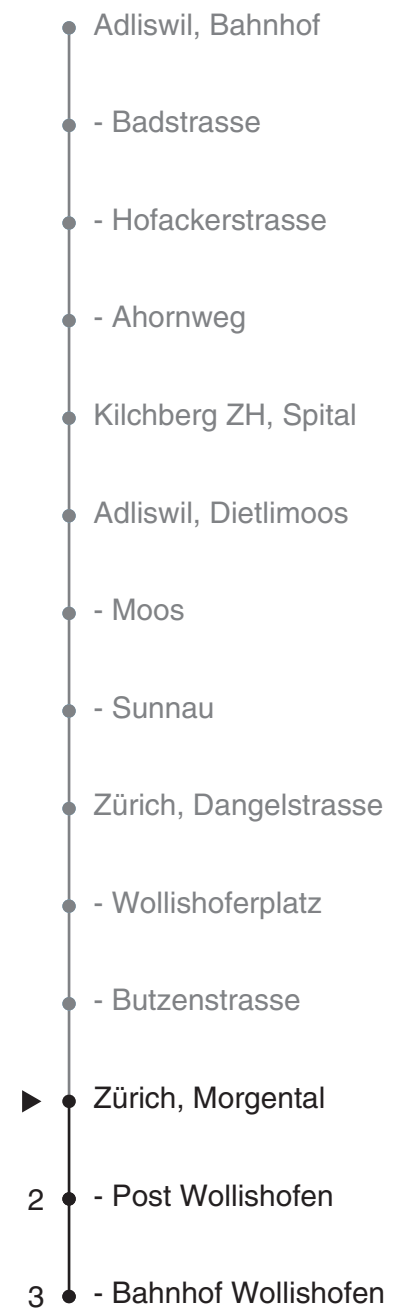 Adliswil, Bahnhof
- Badstrasse
- Hofackerstrasse
- Ahornweg
Kilchberg ZH, Spital
Adliswil, Dietlimoos
- Moos
- Sunnau
Zürich, Dangelstrasse
- Wollishoferplatz
- Butzenstrasse
Zürich, Morgental
2 - Post Wollishofen
3 - Bahnhof Wollishofen